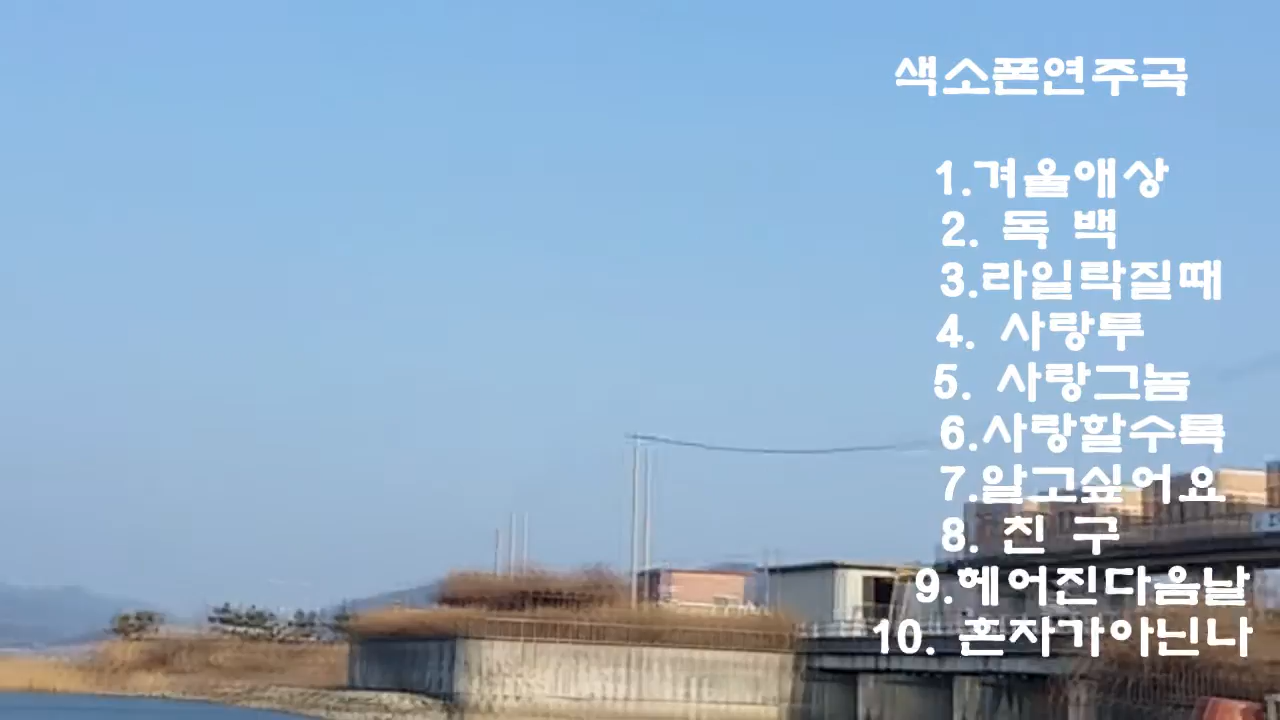 색소폰연주곡
1.겨울애상
2. 독 백
3.라일락질때
4. 사랑투
5. 사랑그놈
6.사랑할수록
7.알고싶어요
8. 친 구
9.헤어진다음날
10. 혼자가아닌나